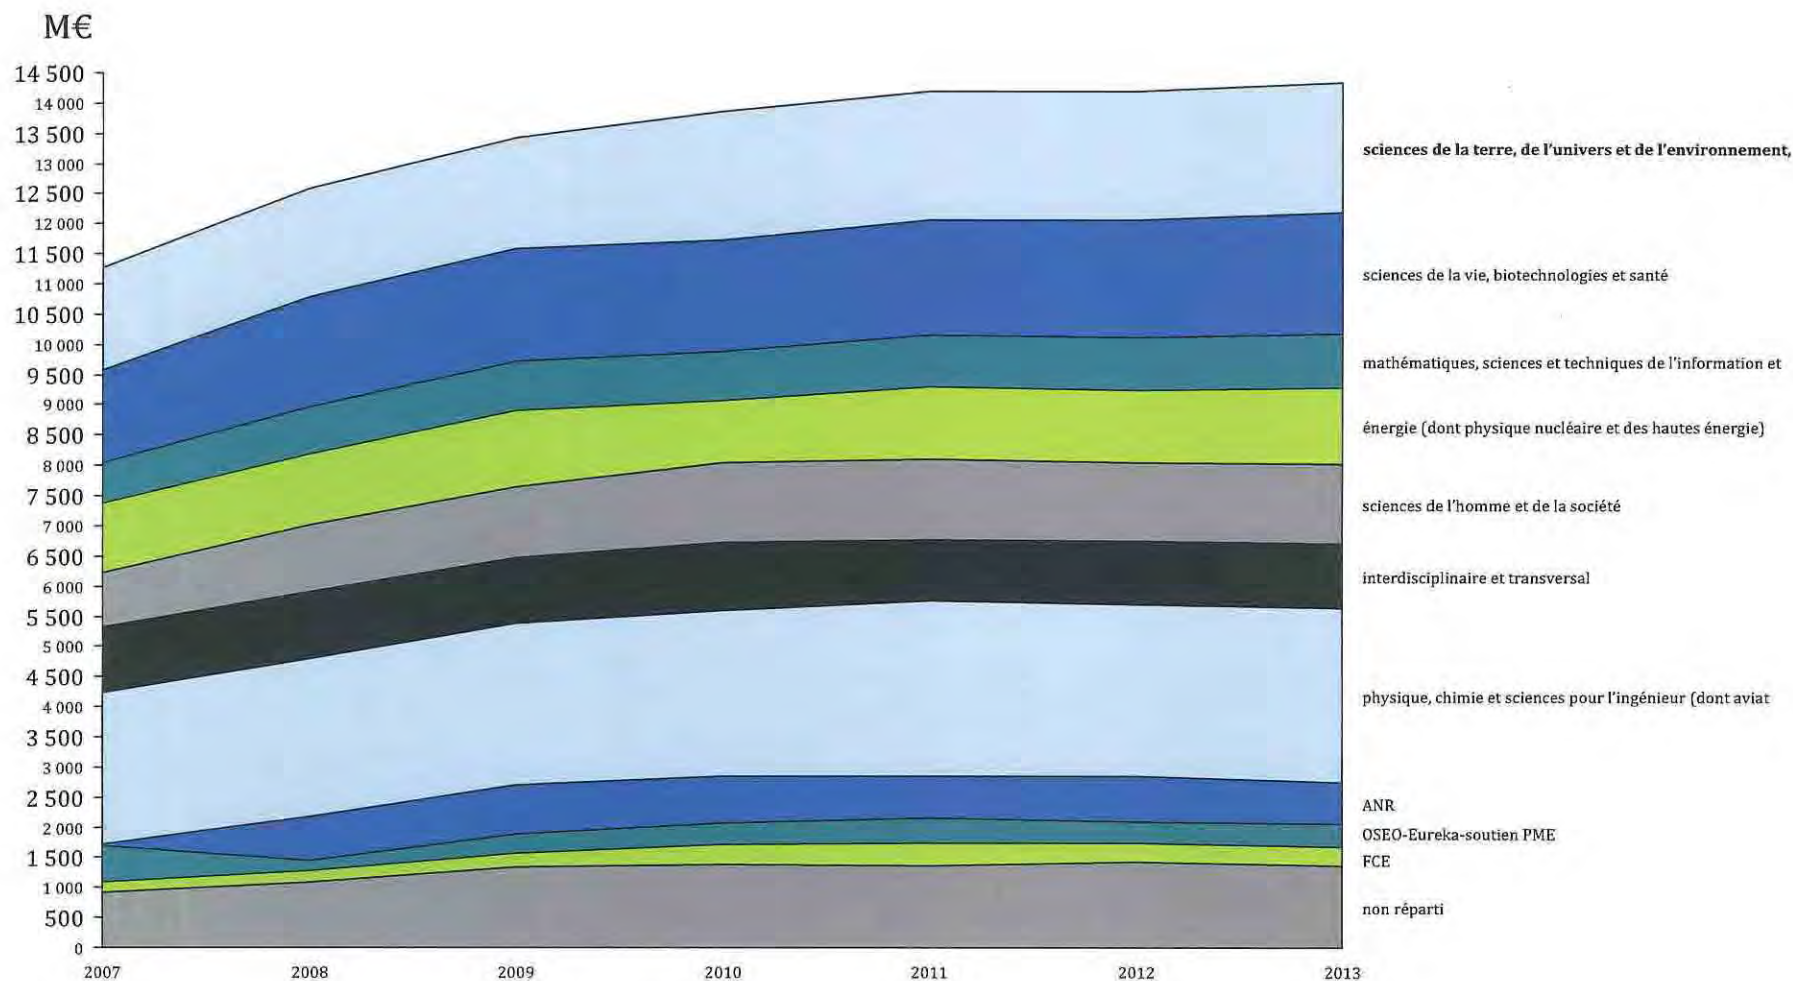 M€
14 500
14 000
13 500
13 000
12 500
12 000
11 500
11 000
10 500
10 000
9 500
9 000
8 500
8 000
7 500
7 000
6 500
6 000
5 500
5 000
4 500
4 000
3 500
3 000
2 500
2 000
1 500
1 000
500
0
2007 2008 2009 2010 2011 2012 2013
sciences de la terre, de l'univers et de l'environnement,
sciences de la vie, biotechnologies et santé
mathématiques, sciences et techniques de l'information et
énergie (dont physique nucléaire et des hautes énergie)
sciences de l'homme et de la société
interdisciplinaire et transversal
physique, chimie et sciences pour l'ingénieur (dont aviat
ANR
OSEO-Eureka-soutien PME
FCE
non réparti